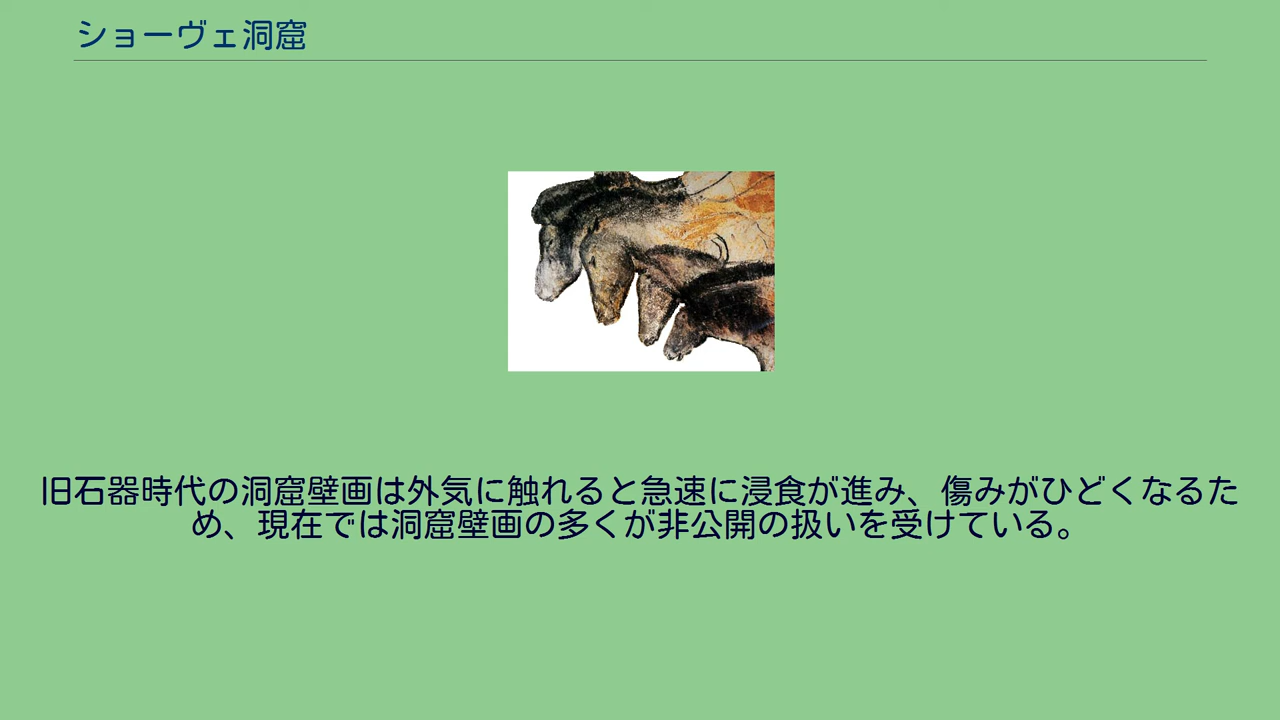 ショーヴェ洞窟
旧石器時代の洞窟壁画は外気に触れると急速に浸食が進み、傷みがひどくなるた
め、現在では洞窟壁画の多くが非公開の扱いを受けている。